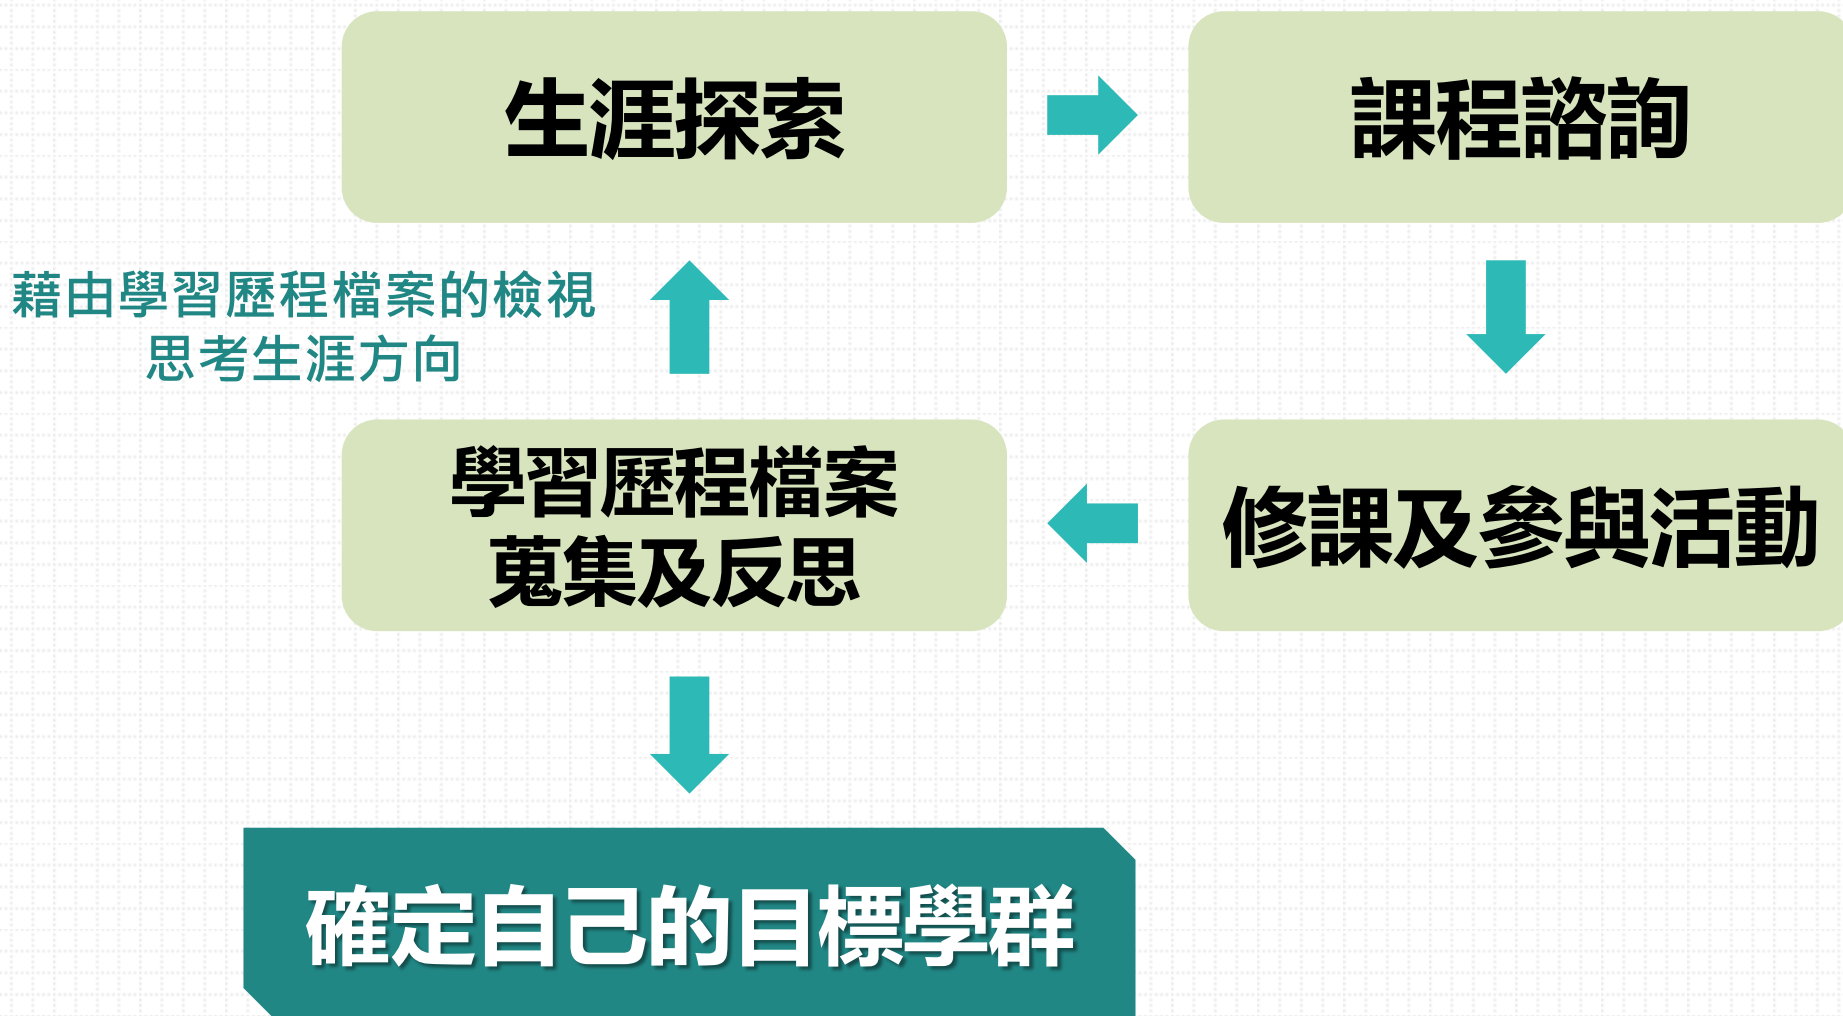 生涯探索
課程諮詢
藉由學習歷程檔案的檢視
思考生涯方向
學習歷程檔案
蒐集及反思
修課及參與活動
確定自己的目標學群